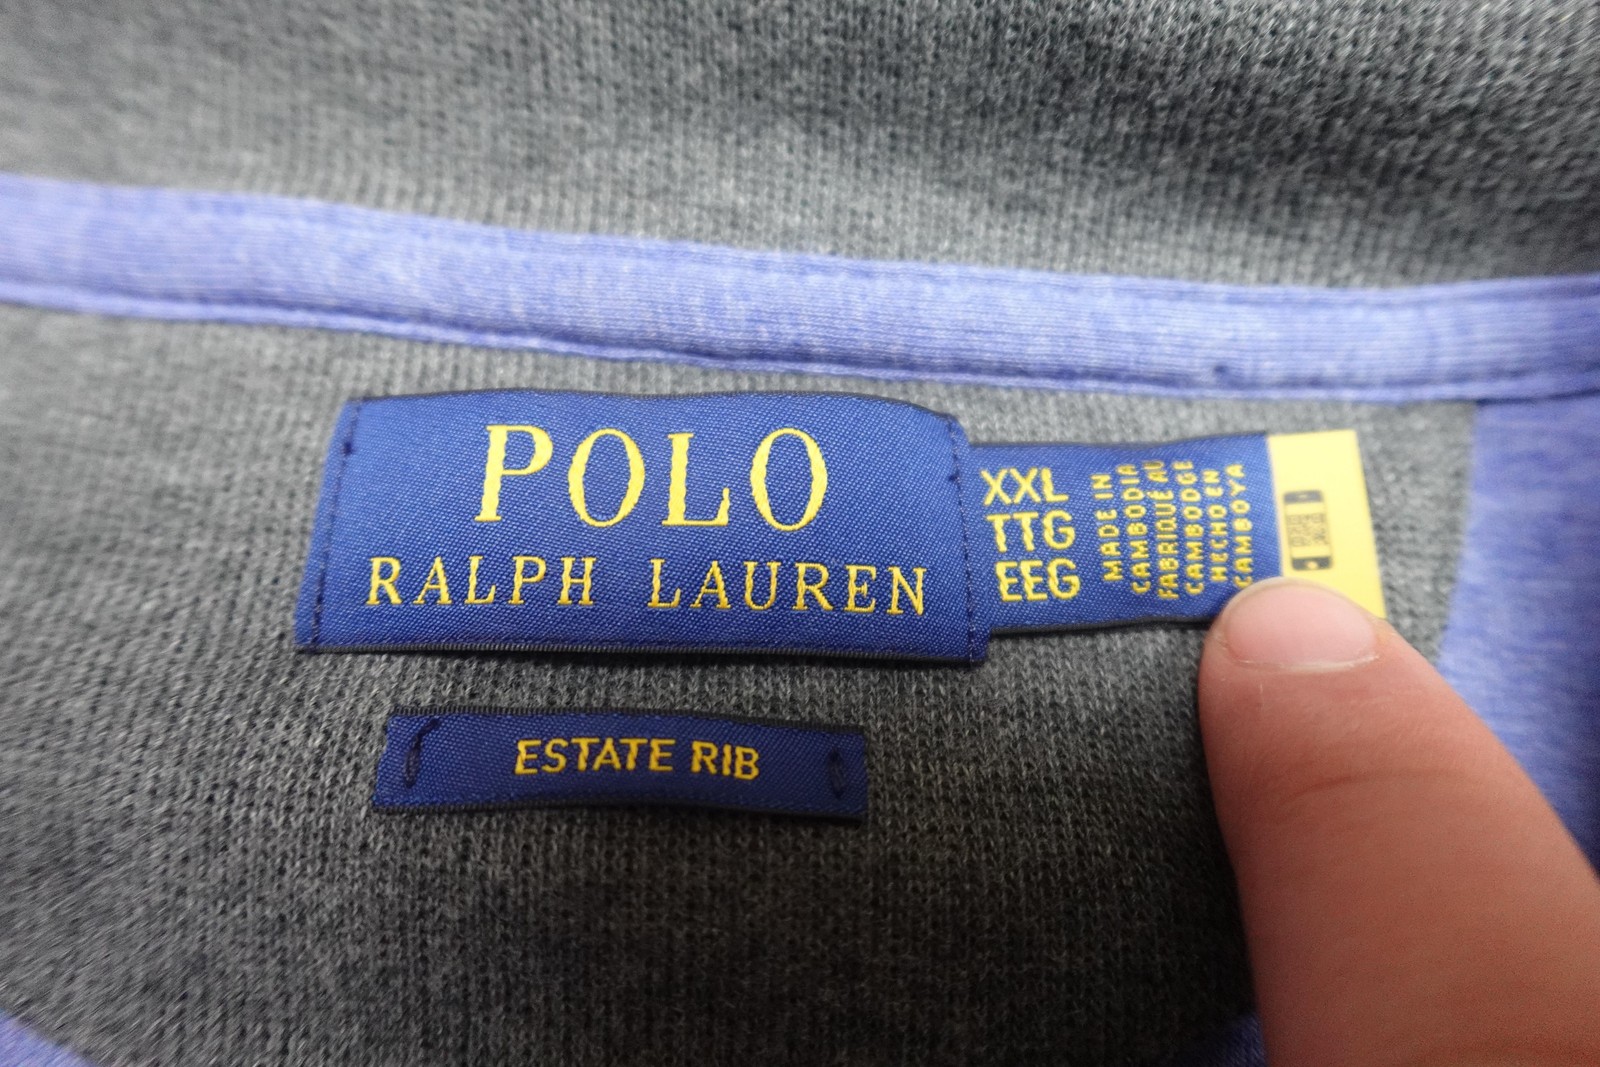 POLO
RALPH LAUREN
XXL
TTG
EEG
MADE IN
CAMBODIA
FABRIQUÉ AU
CAMBODGE
HECHO EN
CAMBOYA
ESTATE RIB